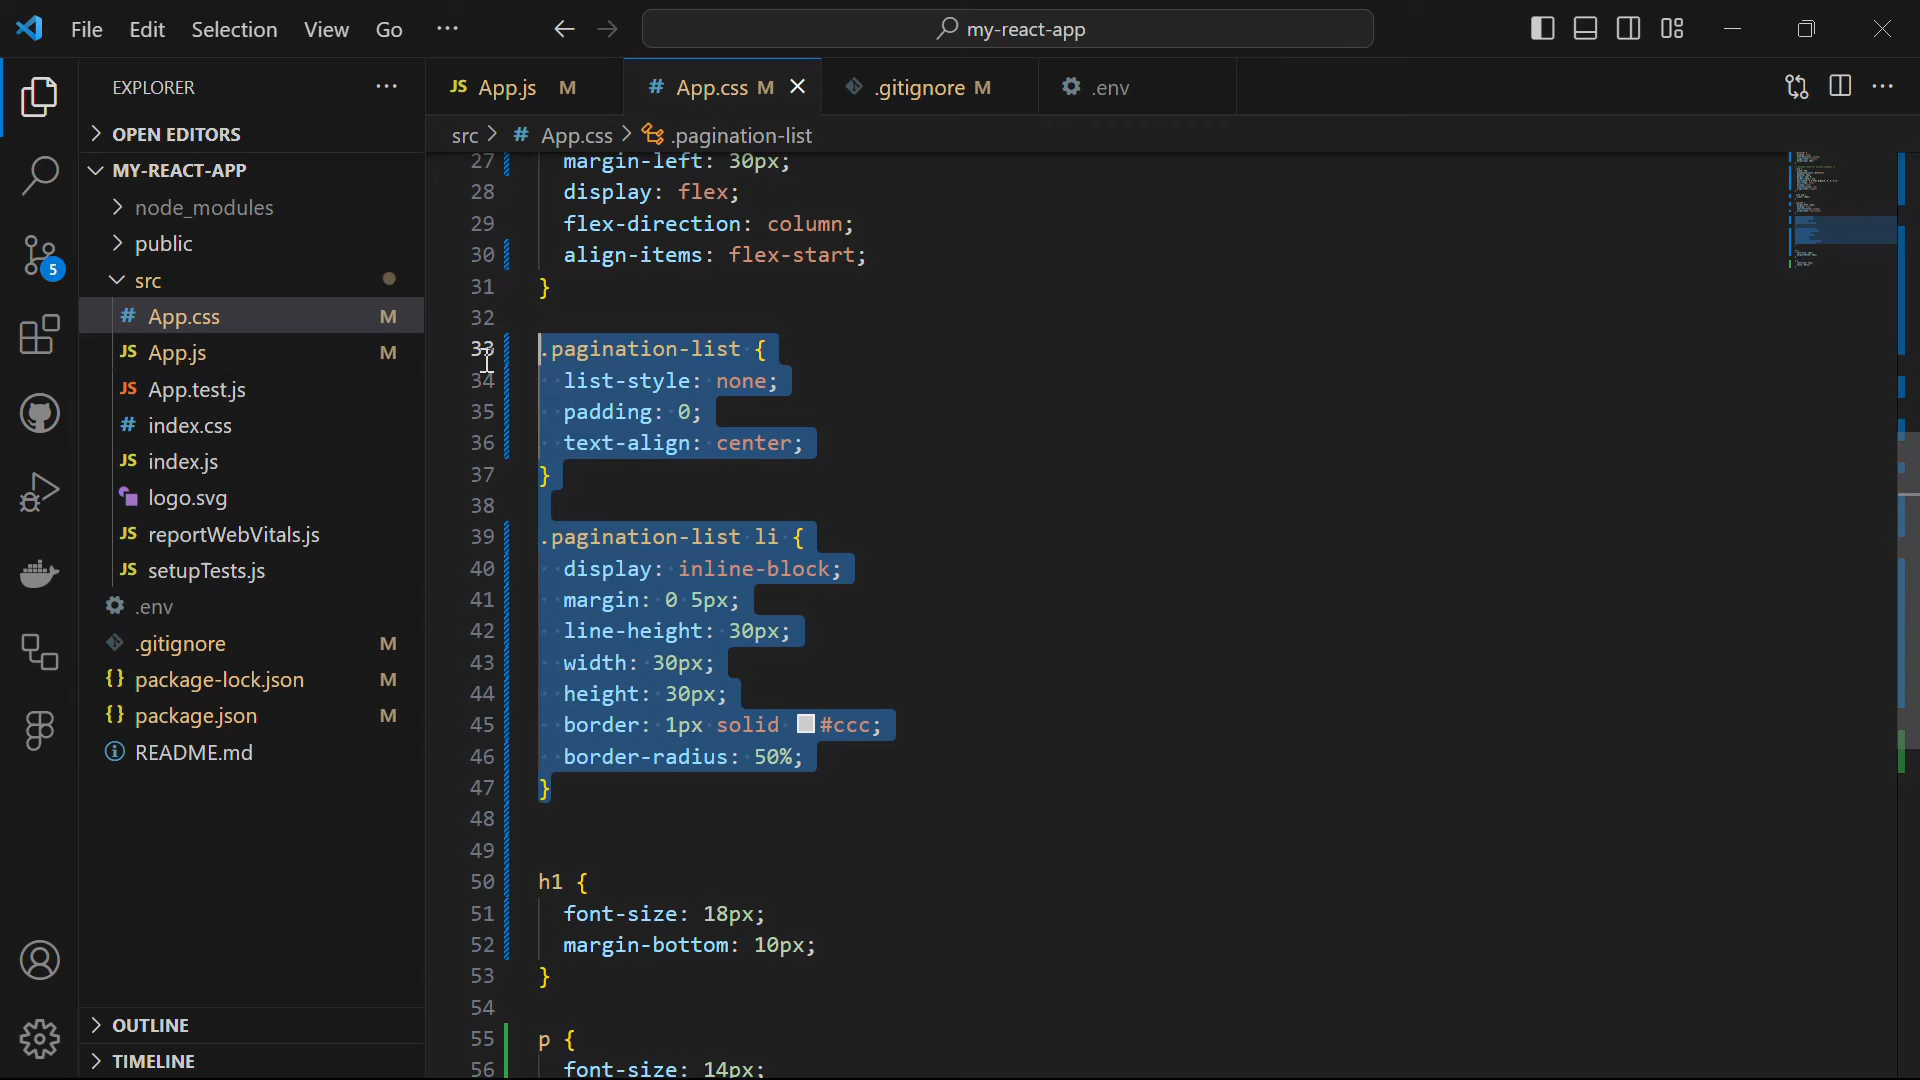 File Edit Selection View Go ··· my-react-app
EXPLORER ···
OPEN EDITORS
MY-REACT-APP
node_modules
public
src
# App.css M
JS App.js M
JS App.test.js
# index.css
JS index.js
logo.svg
JS reportWebVitals.js
JS setupTests.js
.env
.gitignore M
{} package-lock.json M
{} package.json M
README.md
OUTLINE
TIMELINE
5
JS App.js M # App.css M .gitignore M .env
src > # App.css > .pagination-list
27 margin-left: 30px;
28 display: flex;
29 flex-direction: column;
30 align-items: flex-start;
31 }
32
33 .pagination-list {
34 list-style: none;
35 padding: 0;
36 text-align: center;
37 }
38
39 .pagination-list li {
40 display: inline-block;
41 margin: 0 5px;
42 line-height: 30px;
43 width: 30px;
44 height: 30px;
45 border: 1px solid #ccc;
46 border-radius: 50%;
47 }
48
49
50 h1 {
51 font-size: 18px;
52 margin-bottom: 10px;
53 }
54
55 p {
56 font-size: 14px;